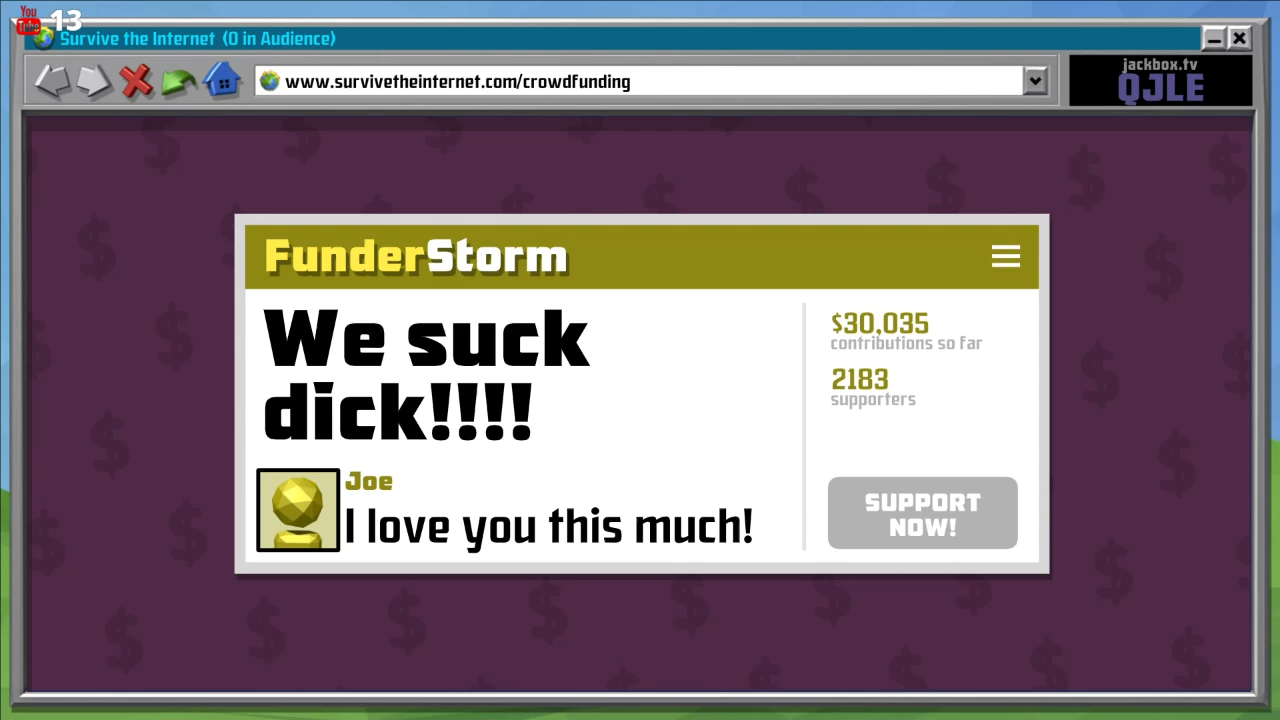 You
Tube
13
Survive the Internet (0 in Audience)
www.survivetheinternet.com/crowdfunding
jackbox.tv
QJLE
FunderStorm
We suck
dick!!!!
$30,035
contributions so far
2183
supporters
Joe
I love you this much!
SUPPORT
NOW!